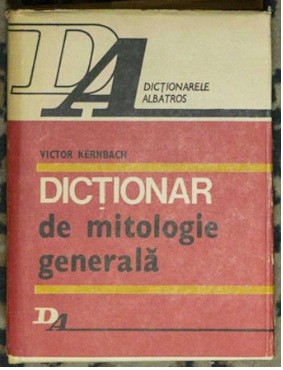 DA
DICȚIONARELE
ALBATROS
VICTOR KERNBACH
DICȚIONAR
de mitologie
generală
DA